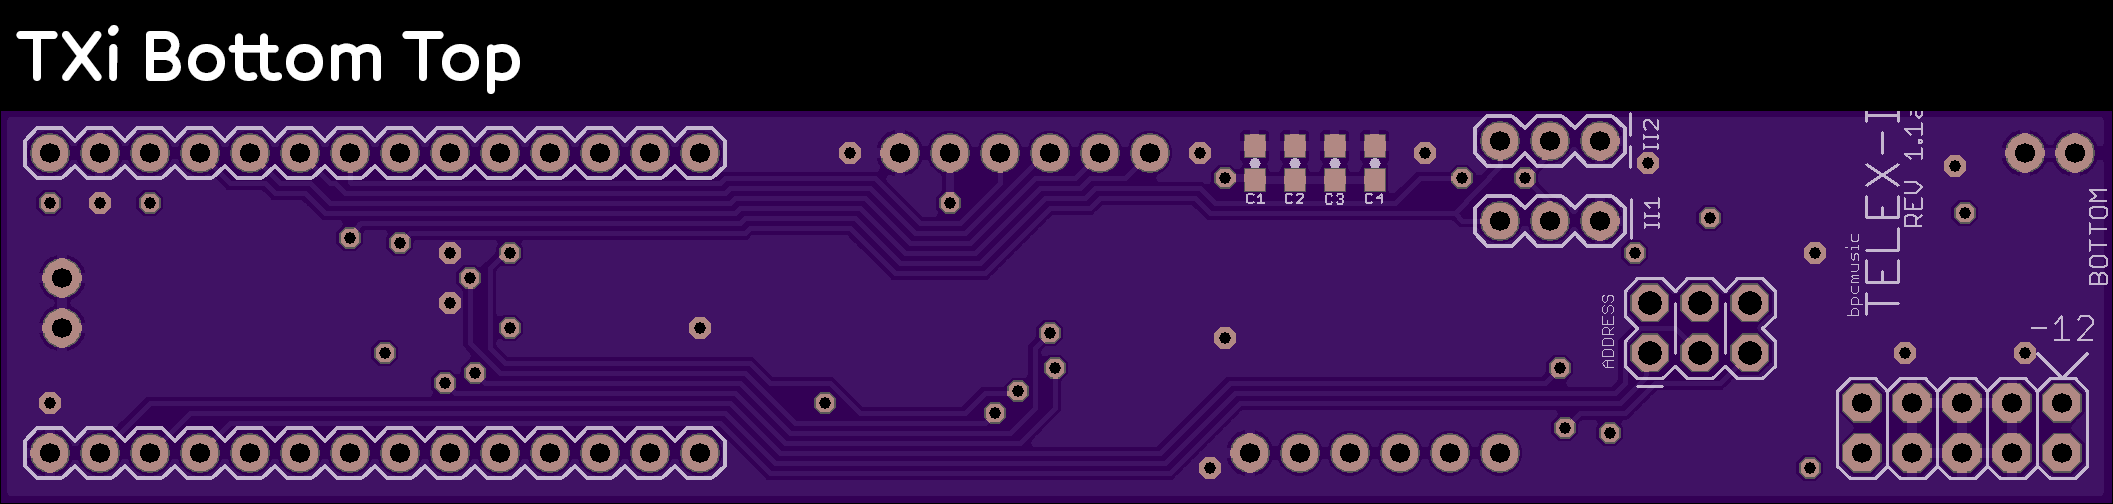 TXi Bottom Top
C1 C2 C3 C4
II2
II1
ADDRESS
bpcmusic
TELEX-I
REV 1.1a
BOTTOM
-12